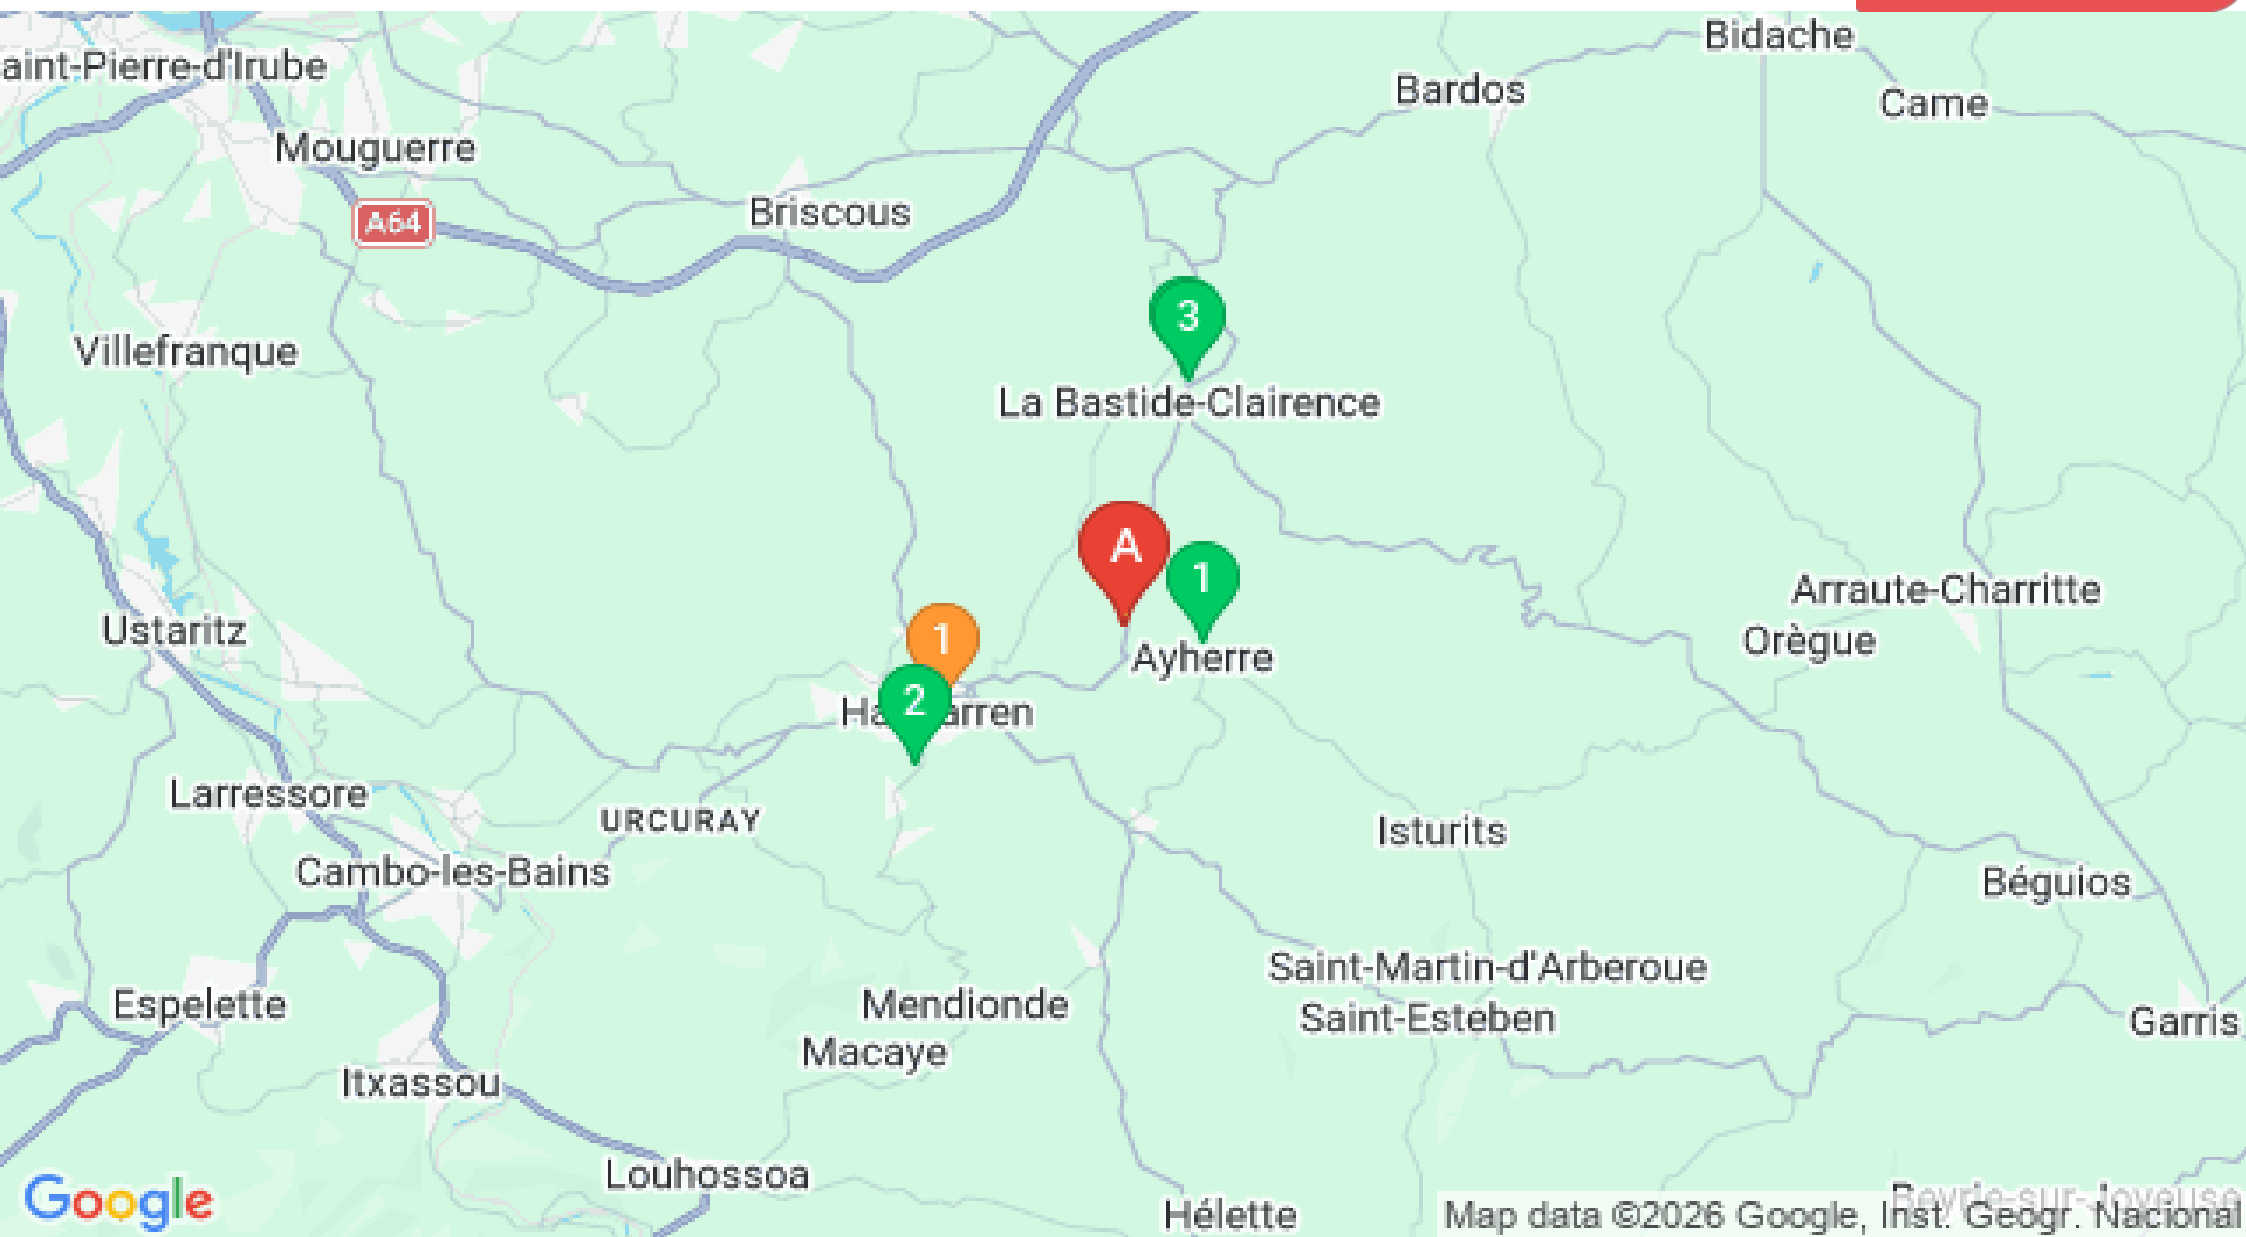 Bidache
aint-Pierre-d'Irube
Bardos
Came
Mouguerre
A64
Briscous
3
Villefranque
La Bastide-Clairence
A
1
Arraute-Charritte
Ustaritz
1
Orègue
Ayherre
2
Larressore
URCURAY
Isturits
Cambo-les-Bains
Béguios
Saint-Martin-d'Arberoue
Espelette
Mendionde
Saint-Esteben
Garris
Macaye
Itxassou
Louhossoa
Google
Hélette
Map data ©2026 Google, Inst. Geogr. Nacional